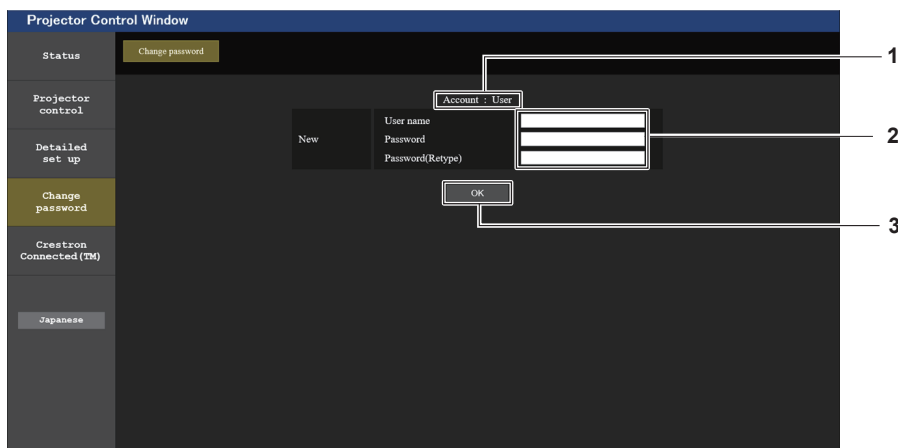 Projector Control Window
Status
Change password
1
Projector
control
Account : User
User name
2
New
Password
Detailed
set up
Password(Retype)
Change
password
OK
3
Crestron
Connected(TM)
Japanese